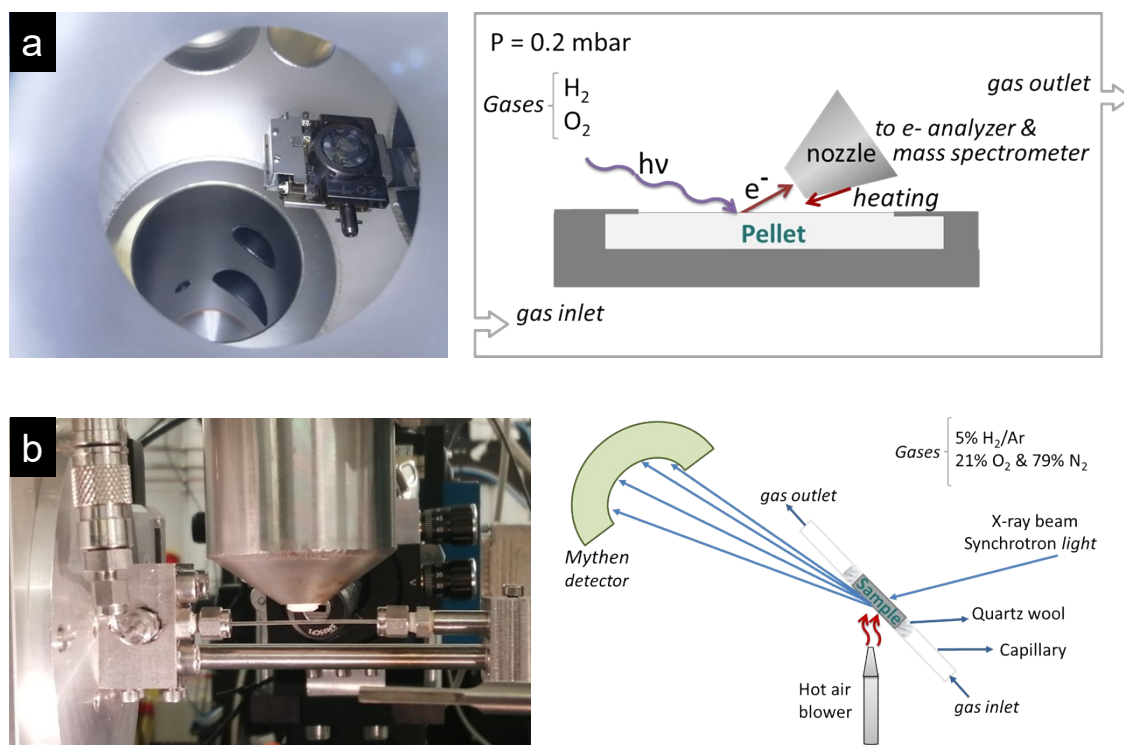 a
P = 0.2 mbar
Gases
H₂
O₂
gas outlet
to e- analyzer &
mass spectrometer
nozzle
hν
e⁻
heating
Pellet
gas inlet
b
Gases
5% H₂/Ar
21% O₂ & 79% N₂
gas outlet
X-ray beam
Synchrotron light
Mythen
detector
Sample
Quartz wool
Capillary
Hot air
blower
gas inlet